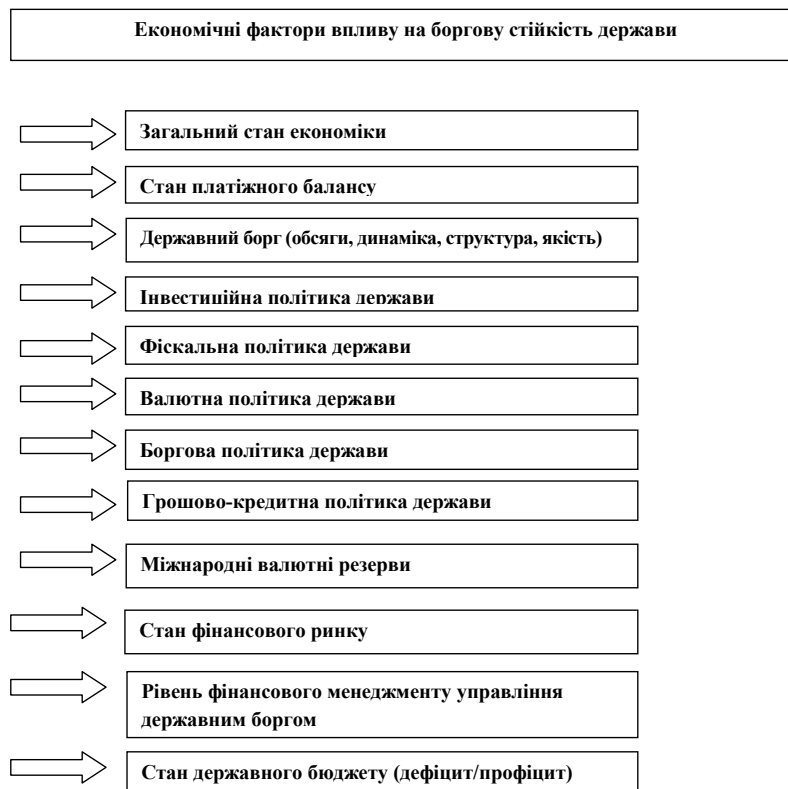 Економічні фактори впливу на боргову стійкість держави
Загальний стан економіки
Стан платіжного балансу
Державний борг (обсяги, динаміка, структура, якість)
Інвестиційна політика держави
Фіскальна політика держави
Валютна політика держави
Боргова політика держави
Грошово-кредитна політика держави
Міжнародні валютні резерви
Стан фінансового ринку
Рівень фінансового менеджменту управління
державним боргом
Стан державного бюджету (дефіцит/профіцит)